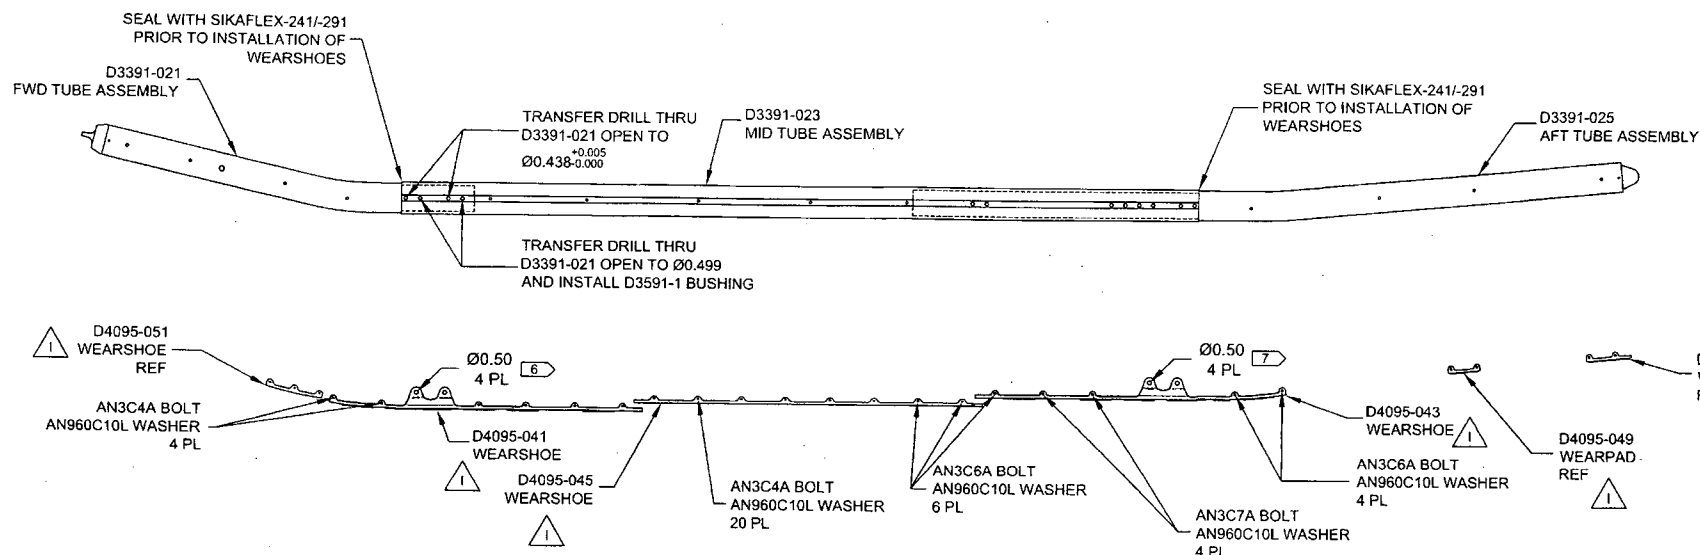 SEAL WITH SIKAFLEX-241/-291
PRIOR TO INSTALLATION OF
WEARSHOES
D3391-021
FWD TUBE ASSEMBLY
TRANSFER DRILL THRU
D3391-021 OPEN TO
Ø0.438+0.005-0.000
D3391-023
MID TUBE ASSEMBLY
SEAL WITH SIKAFLEX-241/-291
PRIOR TO INSTALLATION OF
WEARSHOES
D3391-025
AFT TUBE ASSEMBLY
TRANSFER DRILL THRU
D3391-021 OPEN TO Ø0.499
AND INSTALL D3591-1 BUSHING
1
D4095-051
WEARSHOE
REF
Ø0.50
4 PL
6
AN3C4A BOLT
AN960C10L WASHER
4 PL
D4095-041
WEARSHOE
1
D4095-045
WEARSHOE
1
AN3C4A BOLT
AN960C10L WASHER
20 PL
AN3C6A BOLT
AN960C10L WASHER
6 PL
Ø0.50
4 PL
7
AN3C7A BOLT
AN960C10L WASHER
4 PL
D4095-043
WEARSHOE
1
AN3C6A BOLT
AN960C10L WASHER
4 PL
D4095-049
WEARPAD
REF
1